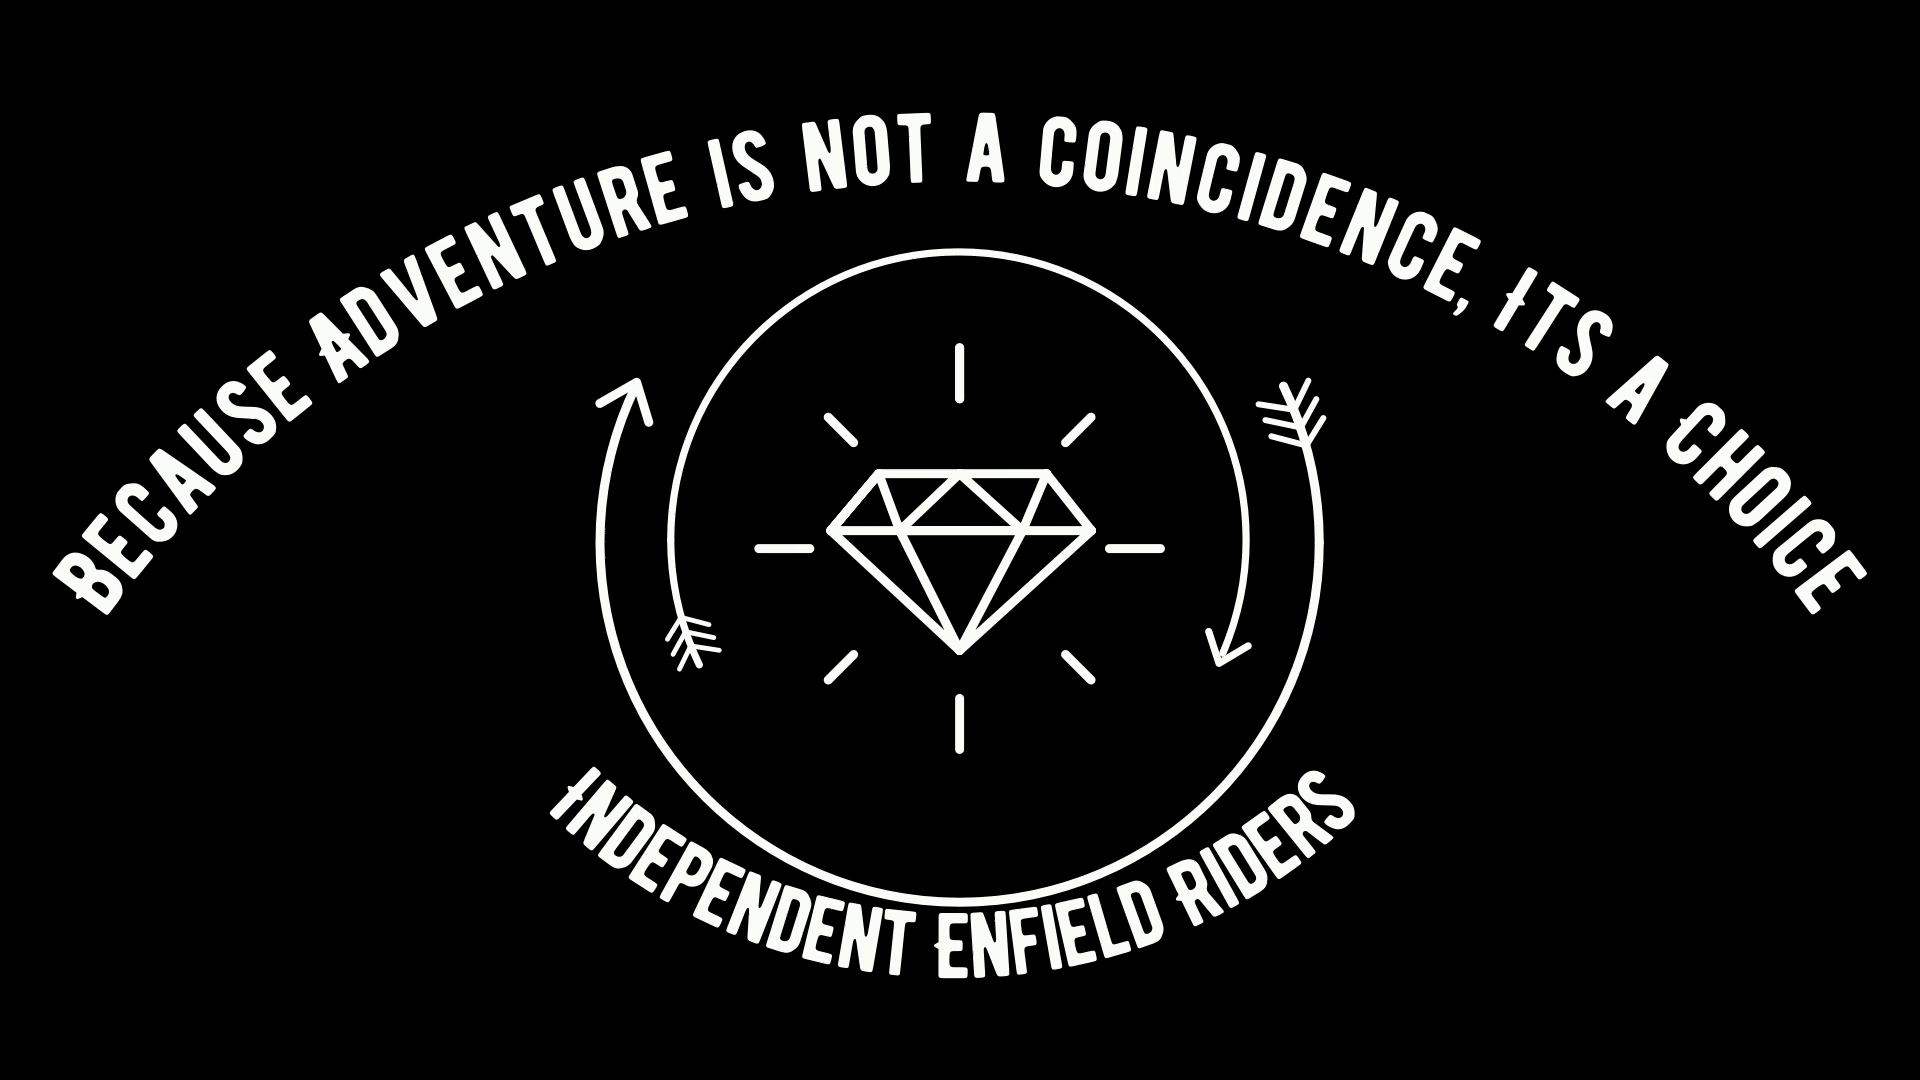 Because Adventure is not a coincidence, Its a Choice
Independent Enfield Riders